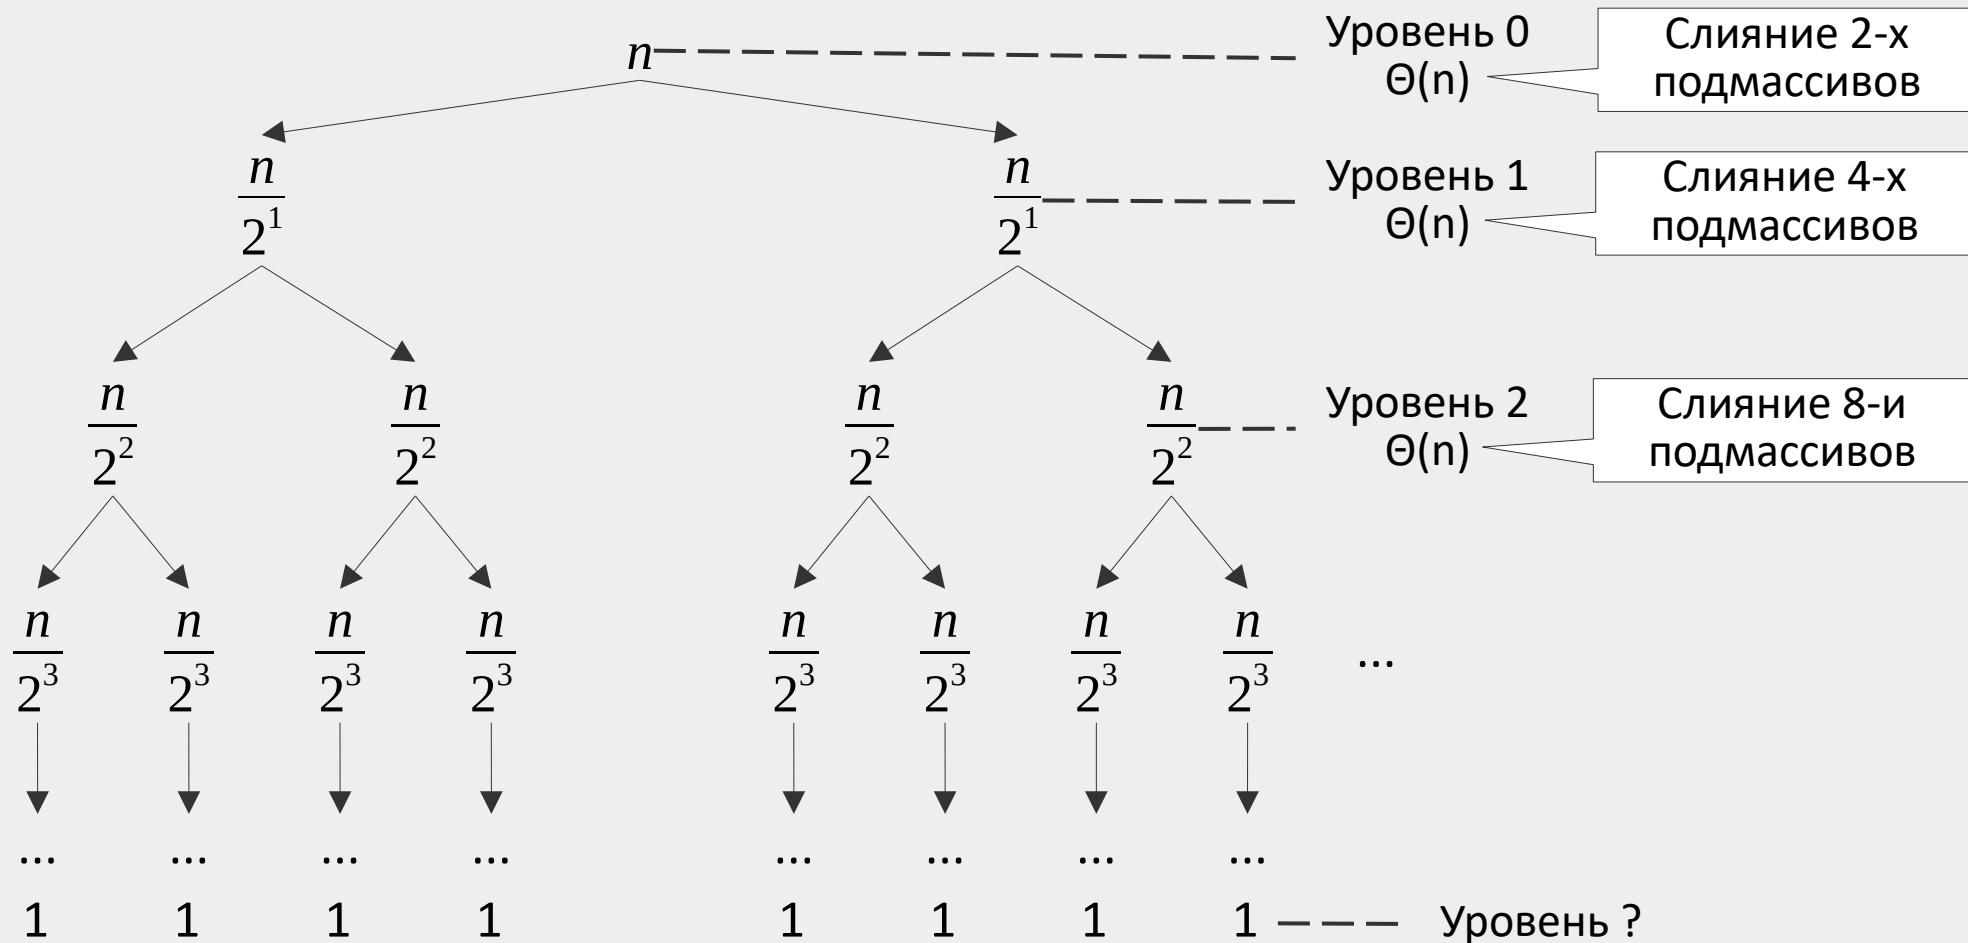 n
Уровень 0
Θ(n)
Слияние 2-х
подмассивов
n/2^1 n/2^1
Уровень 1
Θ(n)
Слияние 4-х
подмассивов
n/2^2 n/2^2 n/2^2 n/2^2
Уровень 2
Θ(n)
Слияние 8-и
подмассивов
n/2^3 n/2^3 n/2^3 n/2^3 n/2^3 n/2^3 n/2^3 n/2^3 ...
... ... ... ... ... ... ... ...
1 1 1 1 1 1 1 1 Уровень ?